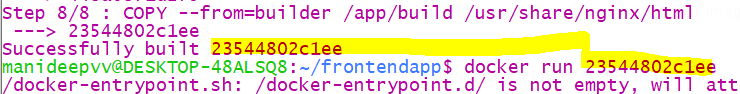 Step 8/8 : COPY --from=builder /app/build /usr/share/nginx/html
---> 23544802c1ee
Successfully built 23544802c1ee
manideepvv@DESKTOP-48ALSQ8:~/frontendapp$ docker run 23544802c1ee
/docker-entrypoint.sh: /docker-entrypoint.d/ is not empty, will att